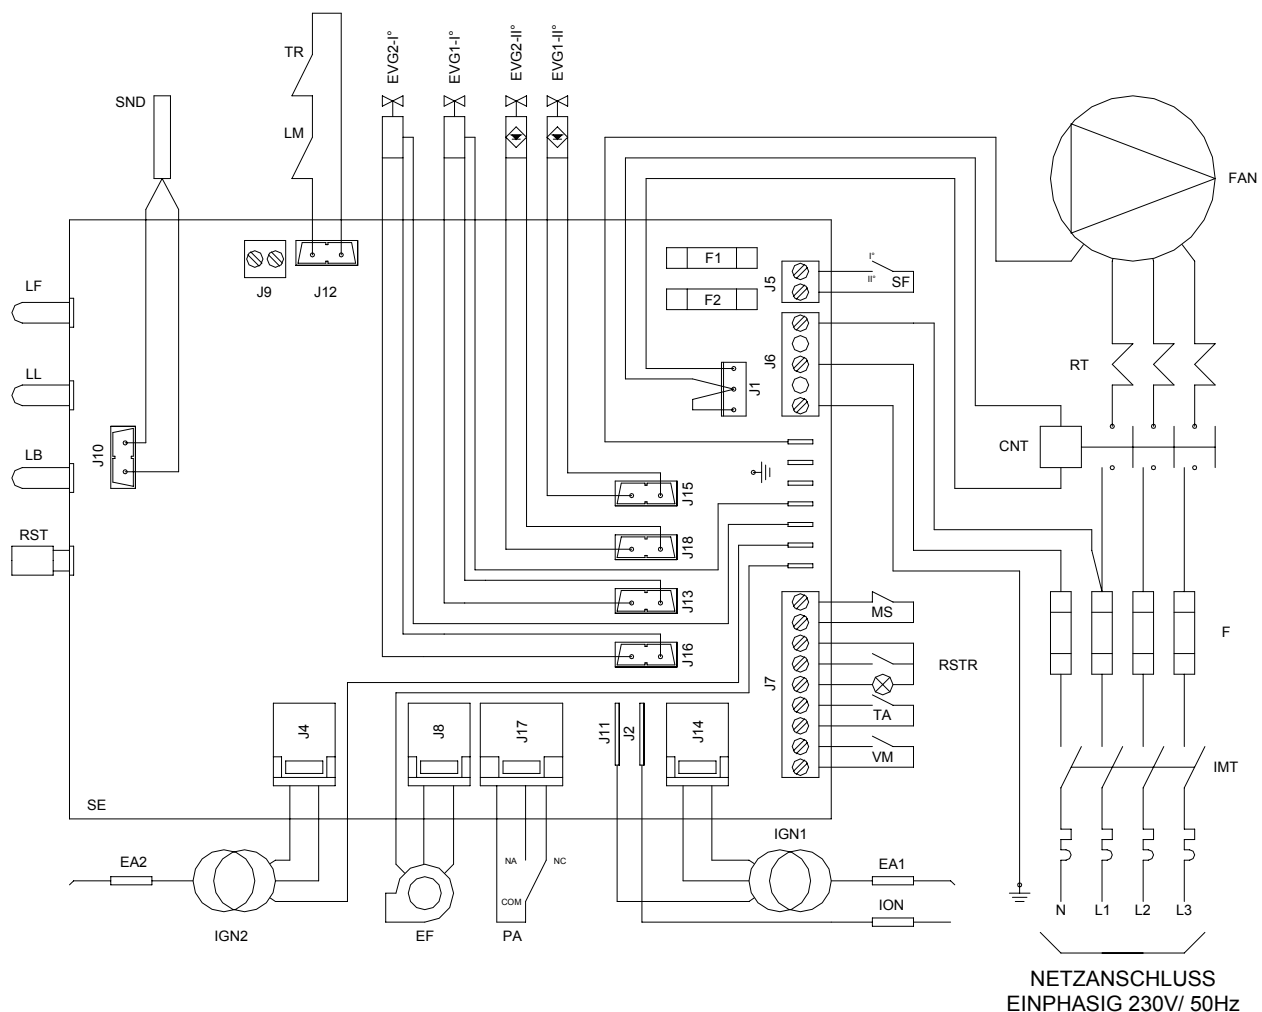 TR
LM
SND
EVG2-I°
EVG1-I°
EVG2-II°
EVG1-II°
FAN
LF
LL
LB
RST
J9
J12
J10
F1
F2
J5
I°
II°
SF
J6
J1
RT
CNT
J15
J18
J13
J16
MS
RSTR
TA
VM
J7
F
J4
J8
J17
J11
J2
J14
SE
IMT
EA2
IGN2
EF
NA
NC
COM
PA
IGN1
EA1
ION
N
L1
L2
L3
NETZANSCHLUSS
EINPHASIG 230V/ 50Hz